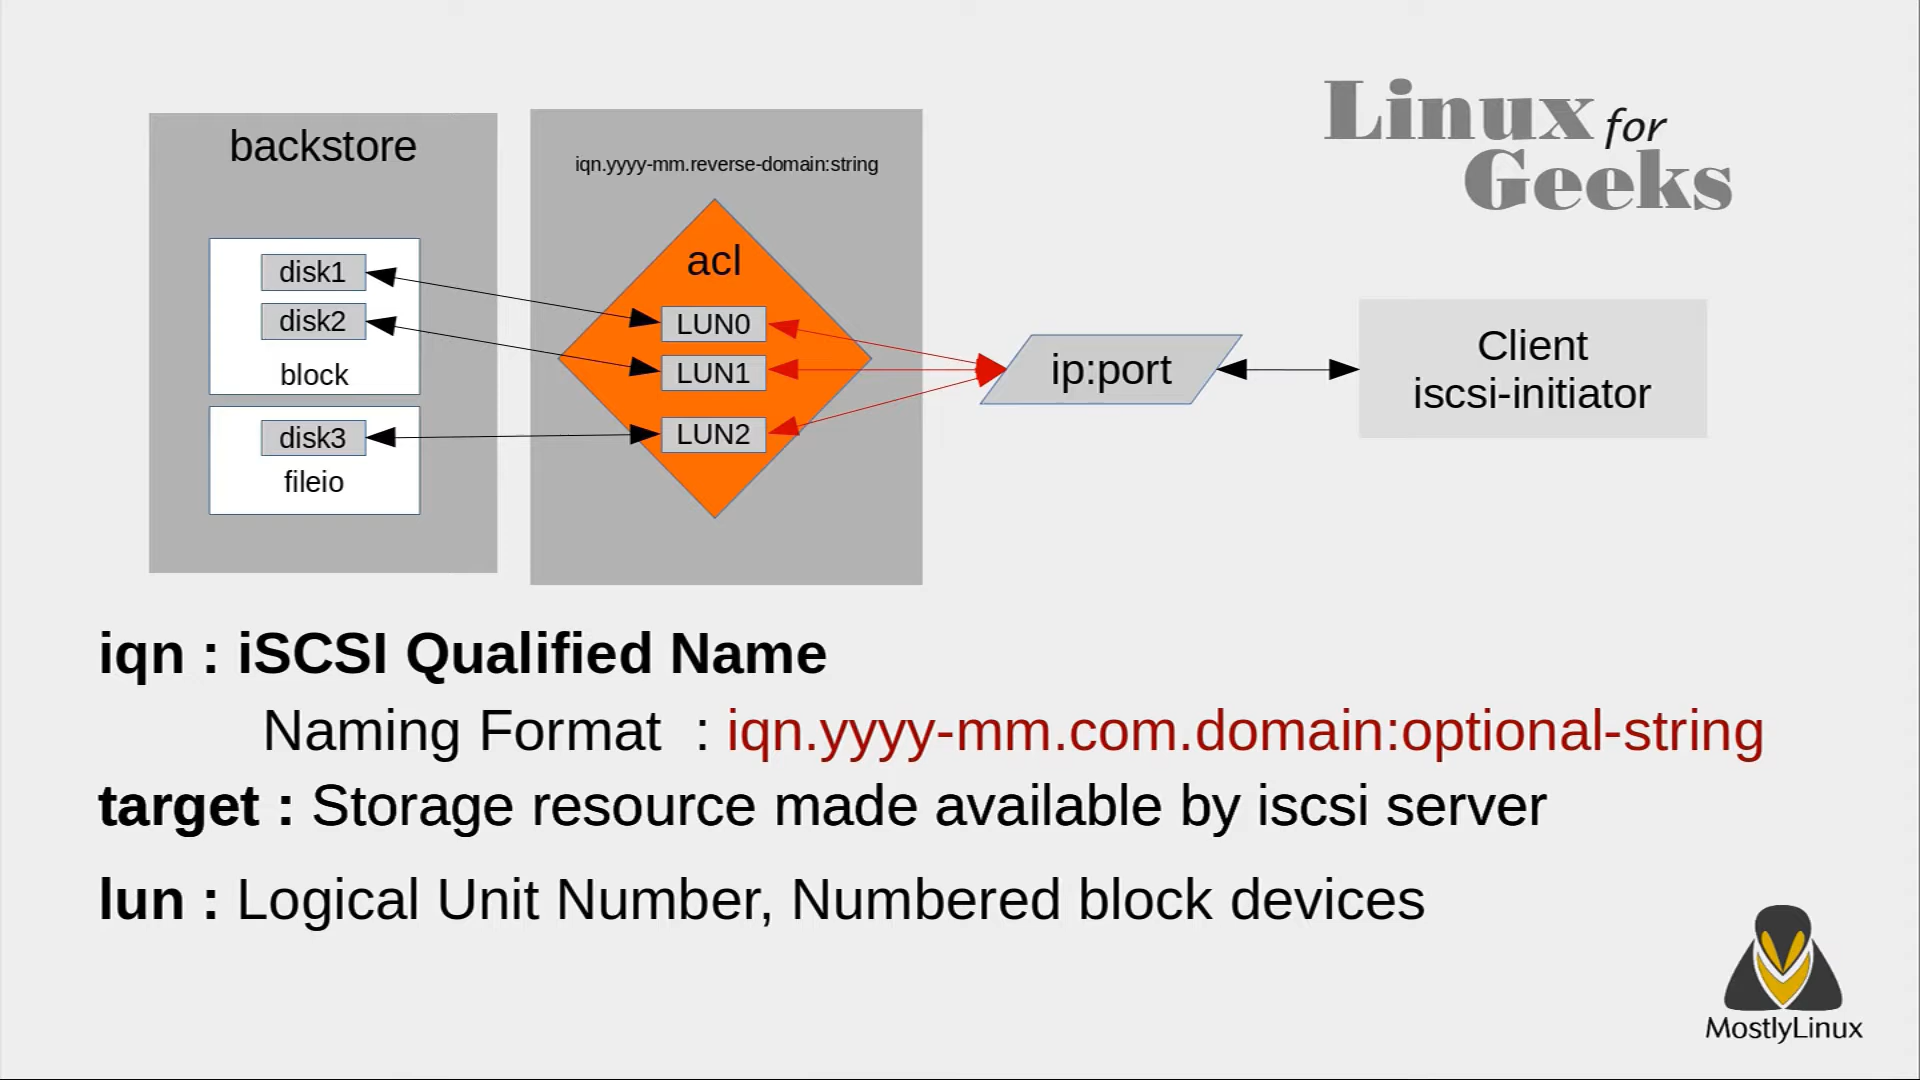 Linux for
Geeks
backstore
disk1
disk2
block
disk3
fileio
iqn.yyyy-mm.reverse-domain:string
acl
LUN0
LUN1
LUN2
ip:port
Client
iscsi-initiator
iqn : iSCSI Qualified Name
Naming Format : iqn.yyyy-mm.com.domain:optional-string
target : Storage resource made available by iscsi server
lun : Logical Unit Number, Numbered block devices
MostlyLinux